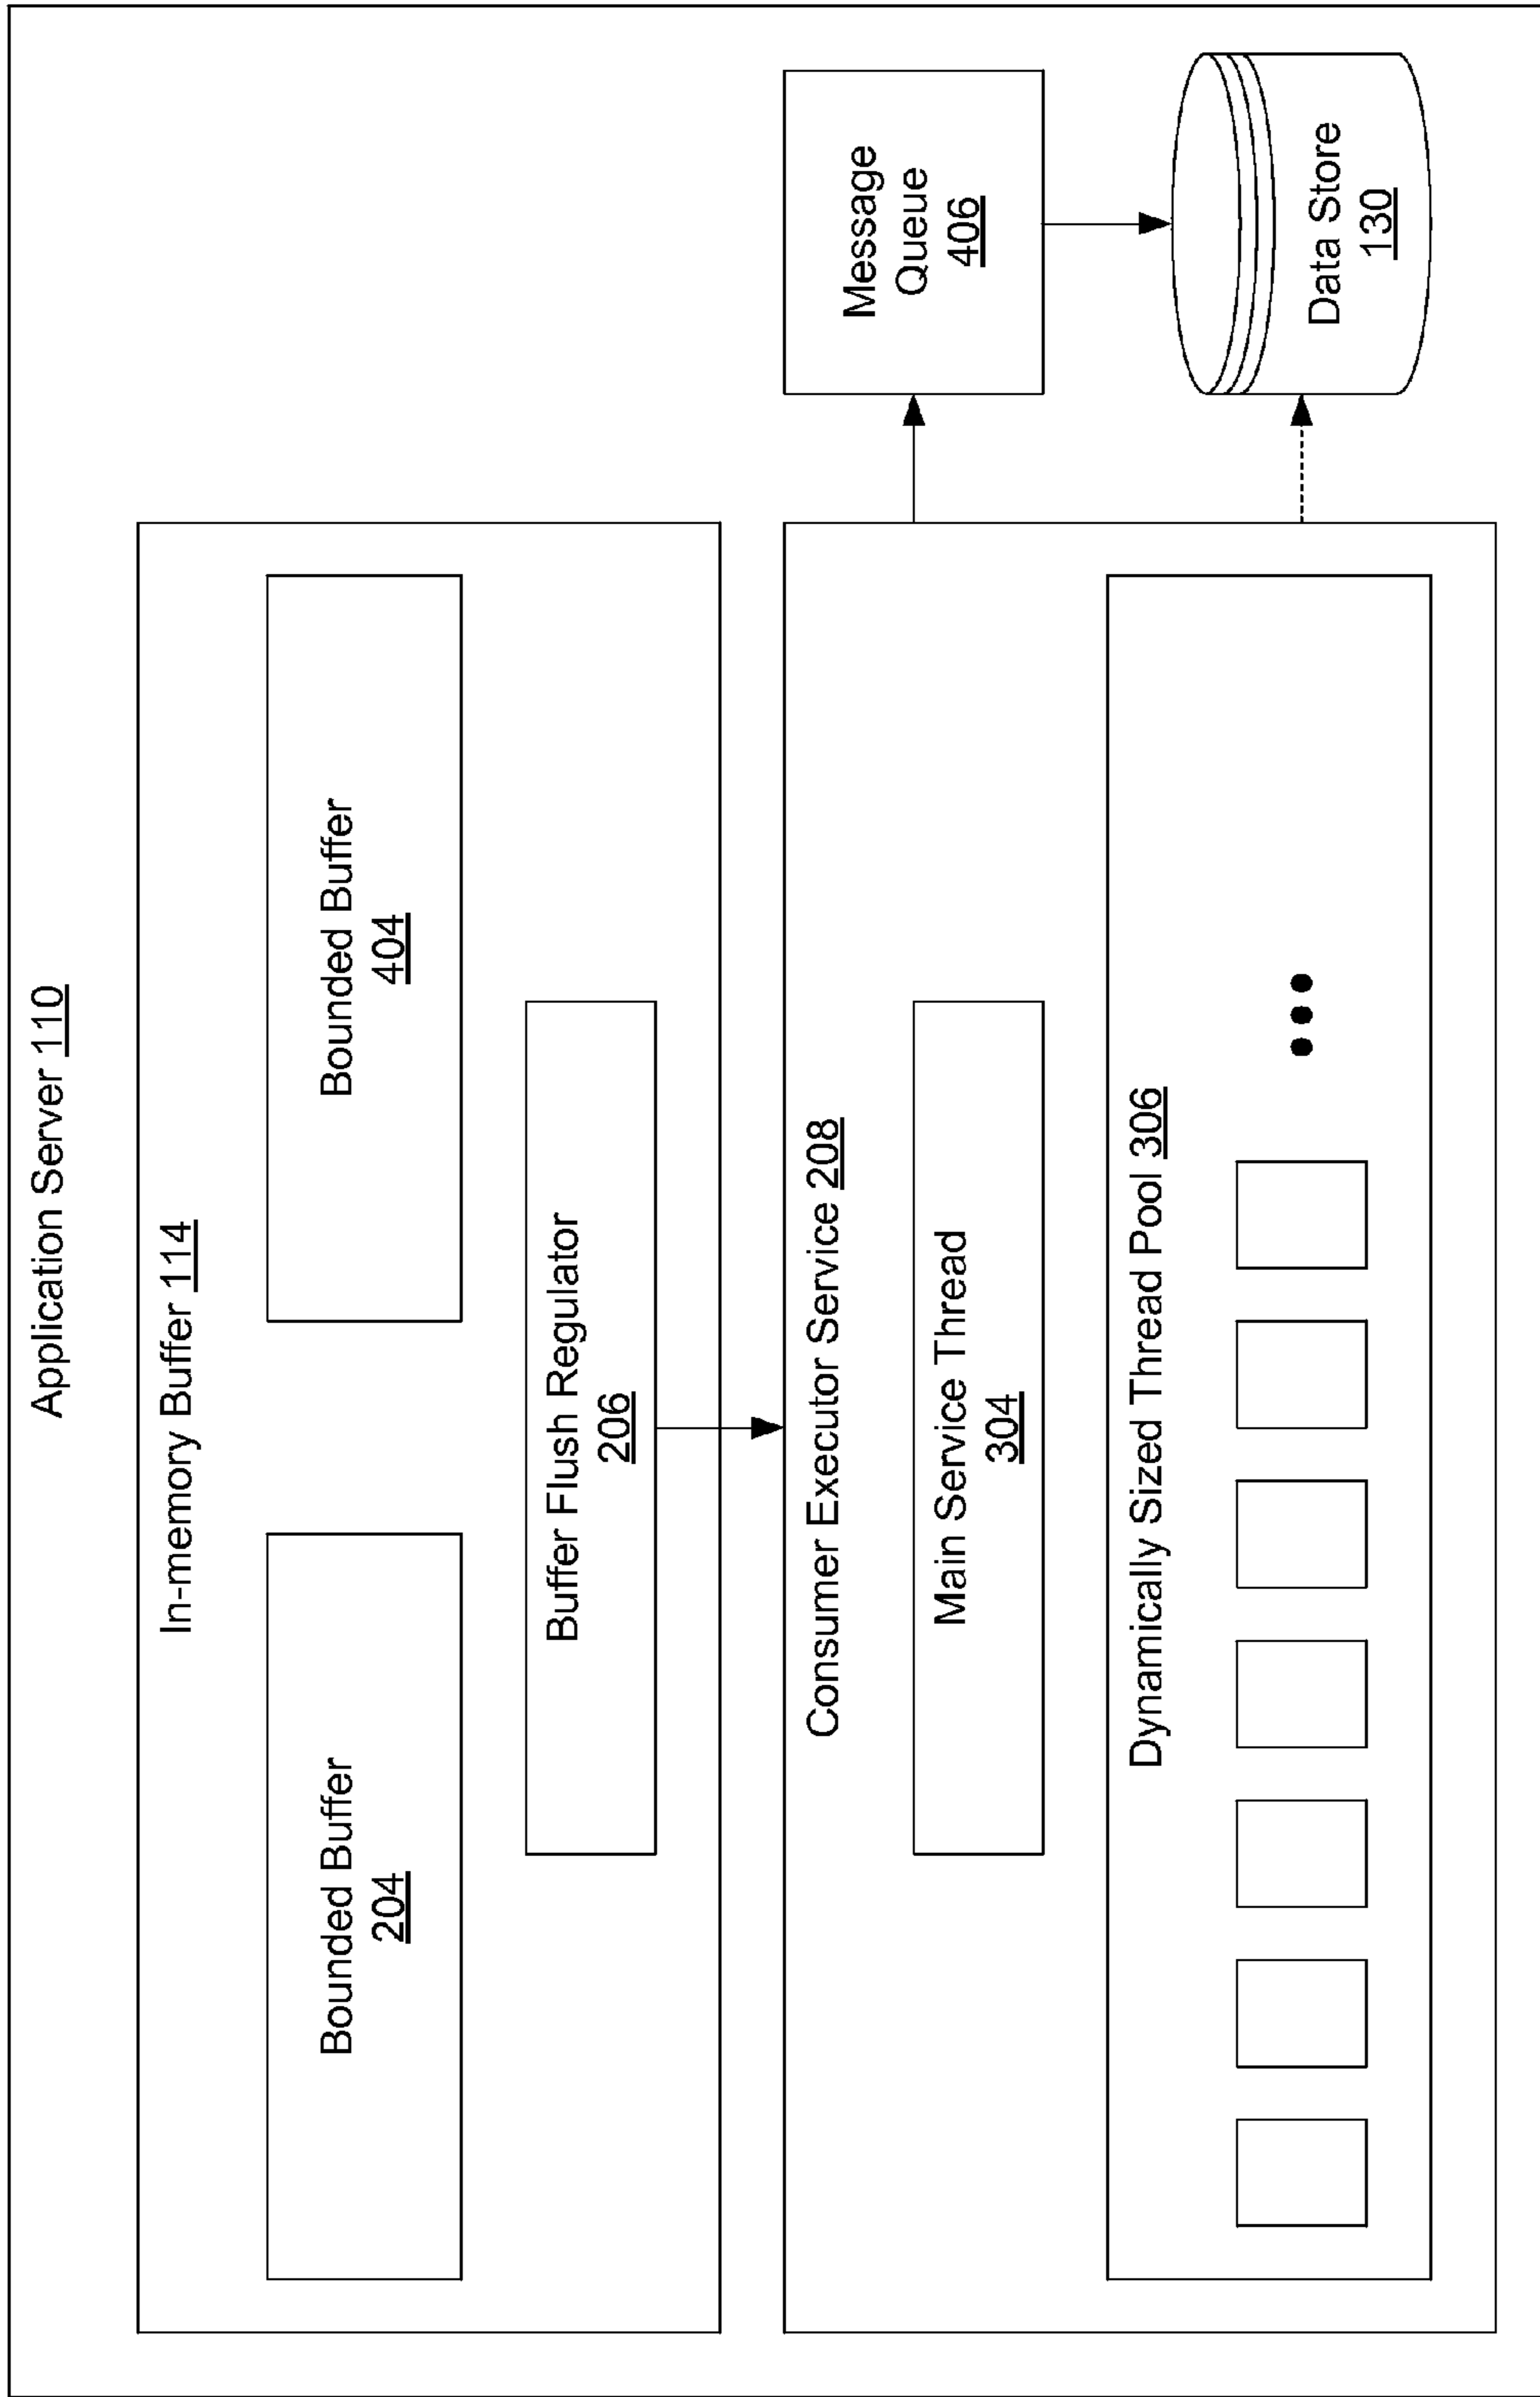 Application Server 110
In-memory Buffer 114
Bounded Buffer
204
Bounded Buffer
404
Buffer Flush Regulator
206
Consumer Executor Service 208
Main Service Thread
304
Dynamically Sized Thread Pool 306
Message
Queue
406
Data Store
130